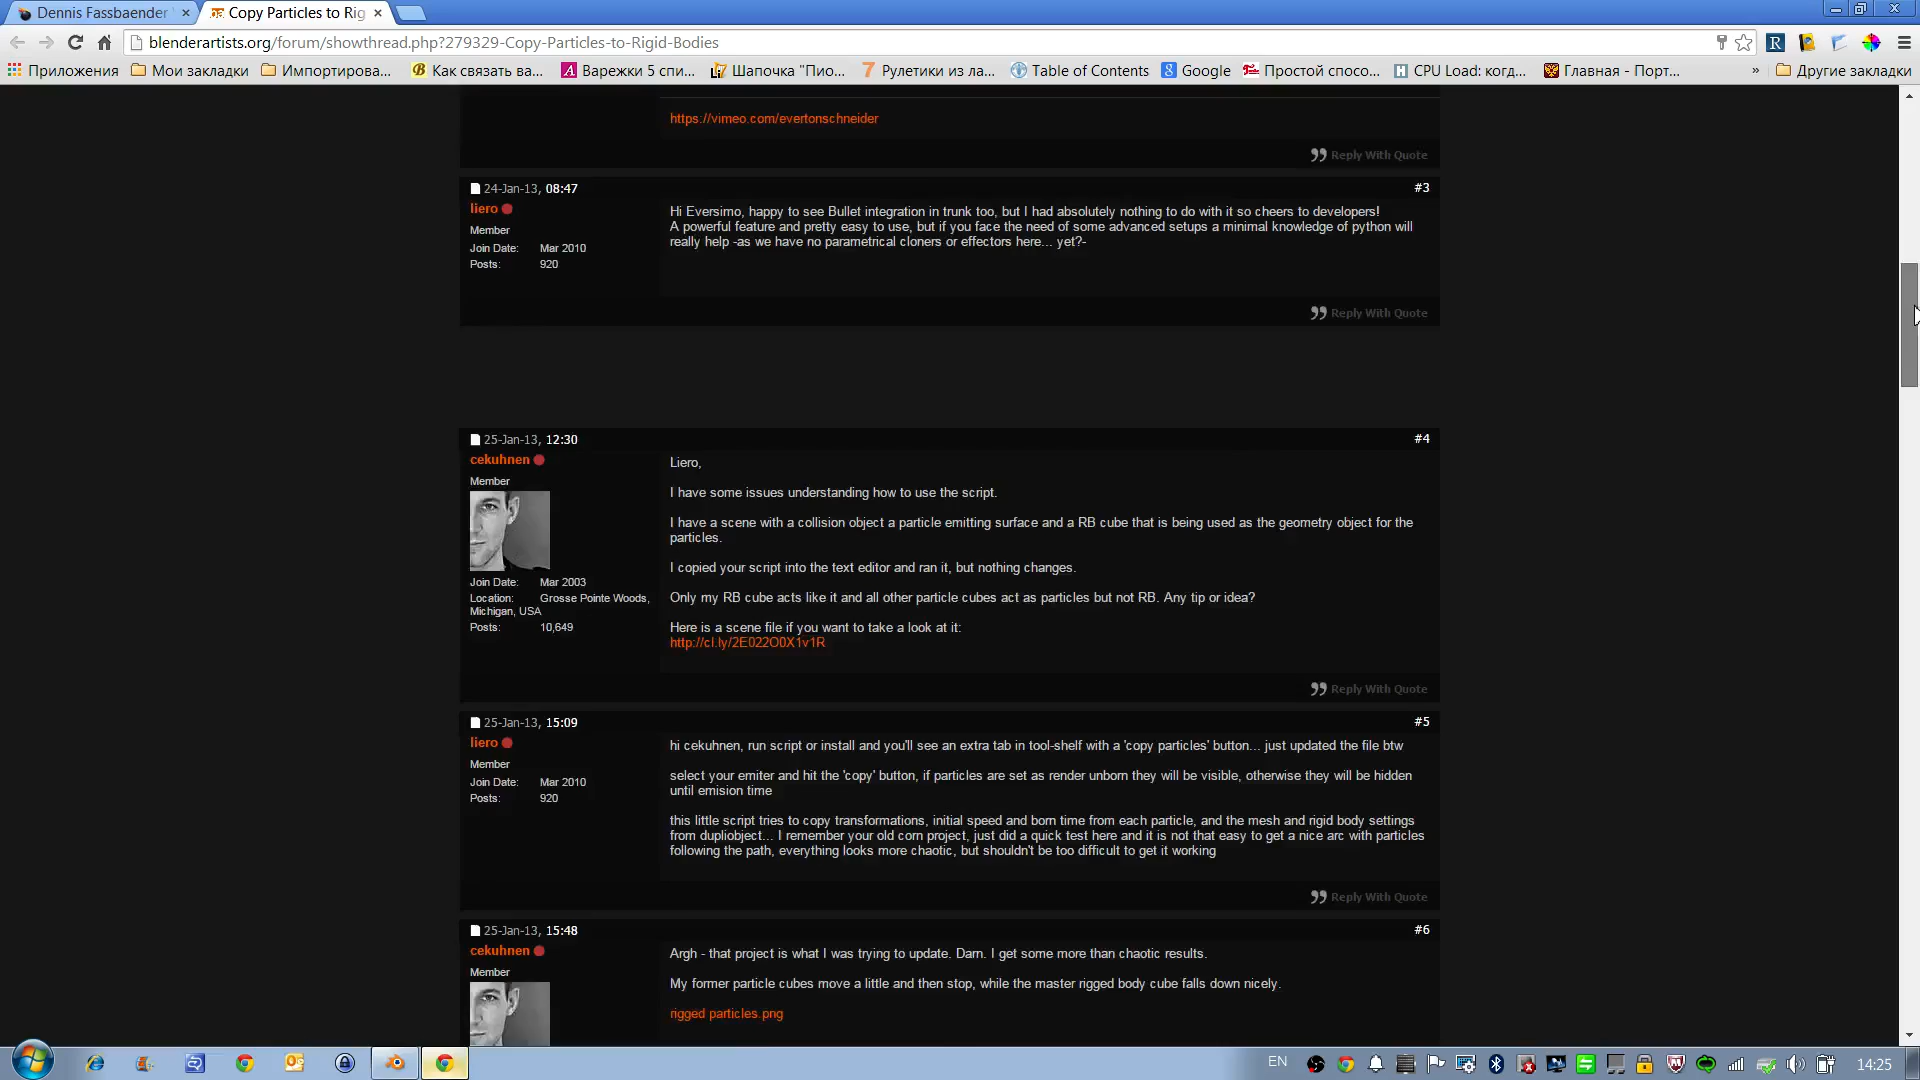 Dennis Fassbaender
Copy Particles to Rig
blenderartists.org/forum/showthread.php?279329-Copy-Particles-to-Rigid-Bodies
Приложения
Мои закладки
Импортирова...
Как связать ва...
Варежки 5 спи...
Шапочка "Пио...
Рулетики из ла...
Table of Contents
Google
Простой спосо...
CPU Load: когд...
Главная - Порт...
»
Другие закладки
https://vimeo.com/evertonschneider
Reply With Quote
24-Jan-13, 08:47
#3
liero
Member
Join Date: Mar 2010
Posts: 920
Hi Eversimo, happy to see Bullet integration in trunk too, but I had absolutely nothing to do with it so cheers to developers!
A powerful feature and pretty easy to use, but if you face the need of some advanced setups a minimal knowledge of python will
really help -as we have no parametrical cloners or effectors here... yet?-
Reply With Quote
25-Jan-13, 12:30
#4
cekuhnen
Member
Join Date: Mar 2003
Location: Grosse Pointe Woods,
Michigan, USA
Posts: 10,649
Liero,
I have some issues understanding how to use the script.
I have a scene with a collision object a particle emitting surface and a RB cube that is being used as the geometry object for the
particles.
I copied your script into the text editor and ran it, but nothing changes.
Only my RB cube acts like it and all other particle cubes act as particles but not RB. Any tip or idea?
Here is a scene file if you want to take a look at it:
http://cl.ly/2E022O0X1v1R
Reply With Quote
25-Jan-13, 15:09
#5
liero
Member
Join Date: Mar 2010
Posts: 920
hi cekuhnen, run script or install and you'll see an extra tab in tool-shelf with a 'copy particles' button... just updated the file btw
select your emiter and hit the 'copy' button, if particles are set as render unborn they will be visible, otherwise they will be hidden
until emision time
this little script tries to copy transformations, initial speed and born time from each particle, and the mesh and rigid body settings
from dupliobject... I remember your old corn project, just did a quick test here and it is not that easy to get a nice arc with particles
following the path, everything looks more chaotic, but shouldn't be too difficult to get it working
Reply With Quote
25-Jan-13, 15:48
#6
cekuhnen
Member
Argh - that project is what I was trying to update. Darn. I get some more than chaotic results.
My former particle cubes move a little and then stop, while the master rigged body cube falls down nicely.
rigged particles.png
EN
14:25